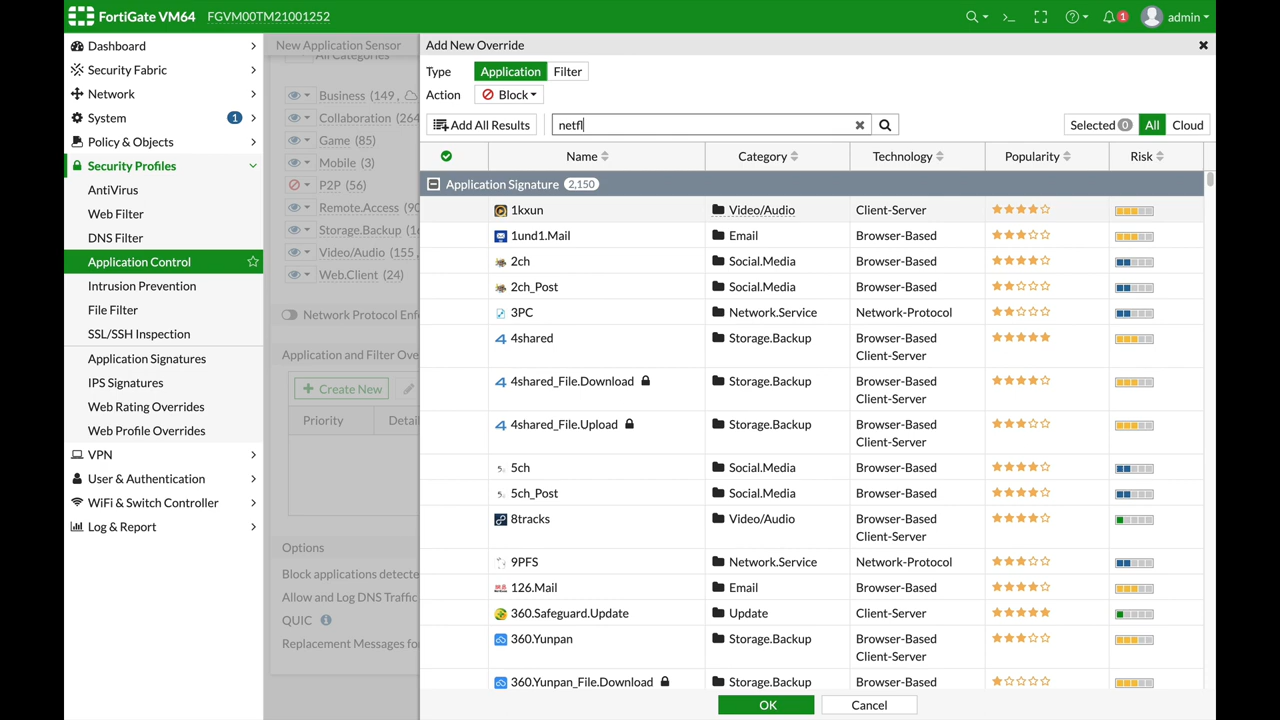 FortiGate VM64 FGVM00TM21001252
1
admin
Dashboard
Security Fabric
Network
System 1
Policy & Objects
Security Profiles
AntiVirus
Web Filter
DNS Filter
Application Control
Intrusion Prevention
File Filter
SSL/SSH Inspection
Application Signatures
IPS Signatures
Web Rating Overrides
Web Profile Overrides
VPN
User & Authentication
WiFi & Switch Controller
Log & Report
New Application Sensor
All Categories
Business (149,
Collaboration (264
Game (85)
Mobile (3)
P2P (56)
Remote.Access (90
Storage.Backup (1
Video/Audio (155,
Web.Client (24)
Network Protocol Enf
Application and Filter Ove
Create New
Priority Detai
Options
Block applications detecte
Allow and Log DNS Traffic
QUIC
Replacement Messages fo
Add New Override
Type Application Filter
Action Block
Add All Results netfl Selected 0 All Cloud
Name Category Technology Popularity Risk
Application Signature 2,150
1kxun Video/Audio Client-Server
1und1.Mail Email Browser-Based
2ch Social.Media Browser-Based
2ch_Post Social.Media Browser-Based
3PC Network.Service Network-Protocol
4shared Storage.Backup Browser-Based
Client-Server
4shared_File.Download Storage.Backup Browser-Based
Client-Server
4shared_File.Upload Storage.Backup Browser-Based
Client-Server
5ch Social.Media Browser-Based
5ch_Post Social.Media Browser-Based
8tracks Video/Audio Browser-Based
Client-Server
9PFS Network.Service Network-Protocol
126.Mail Email Browser-Based
360.Safeguard.Update Update Client-Server
360.Yunpan Storage.Backup Browser-Based
Client-Server
360.Yunpan_File.Download Storage.Backup Browser-Based
OK Cancel